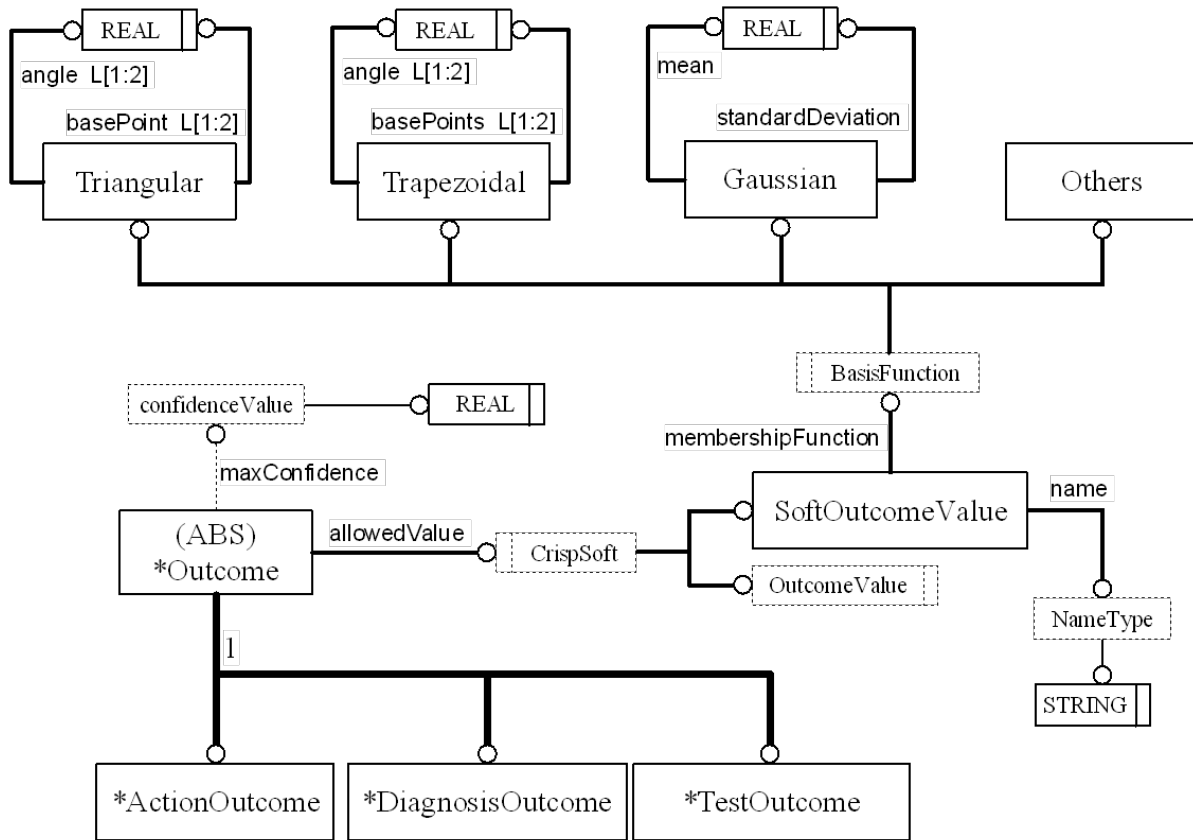 REAL
REAL
REAL
angle L[1:2]
angle L[1:2]
mean
basePoint L[1:2]
basePoints L[1:2]
standardDeviation
Triangular
Trapezoidal
Gaussian
Others
BasisFunction
confidenceValue
REAL
membershipFunction
maxConfidence
SoftOutcomeValue
name
(ABS)
*Outcome
allowedValue
CrispSoft
OutcomeValue
NameType
1
STRING
*ActionOutcome
*DiagnosisOutcome
*TestOutcome